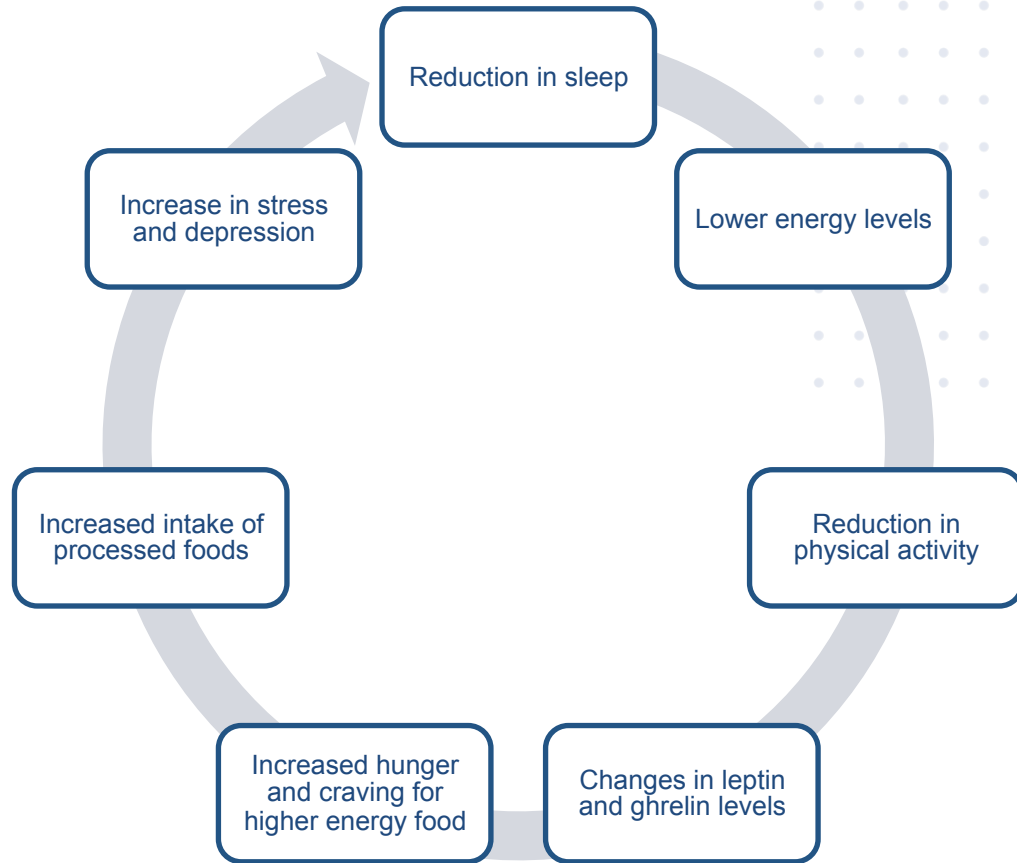 Reduction in sleep
Lower energy levels
Reduction in
physical activity
Changes in leptin
and ghrelin levels
Increased hunger
and craving for
higher energy food
Increased intake of
processed foods
Increase in stress
and depression